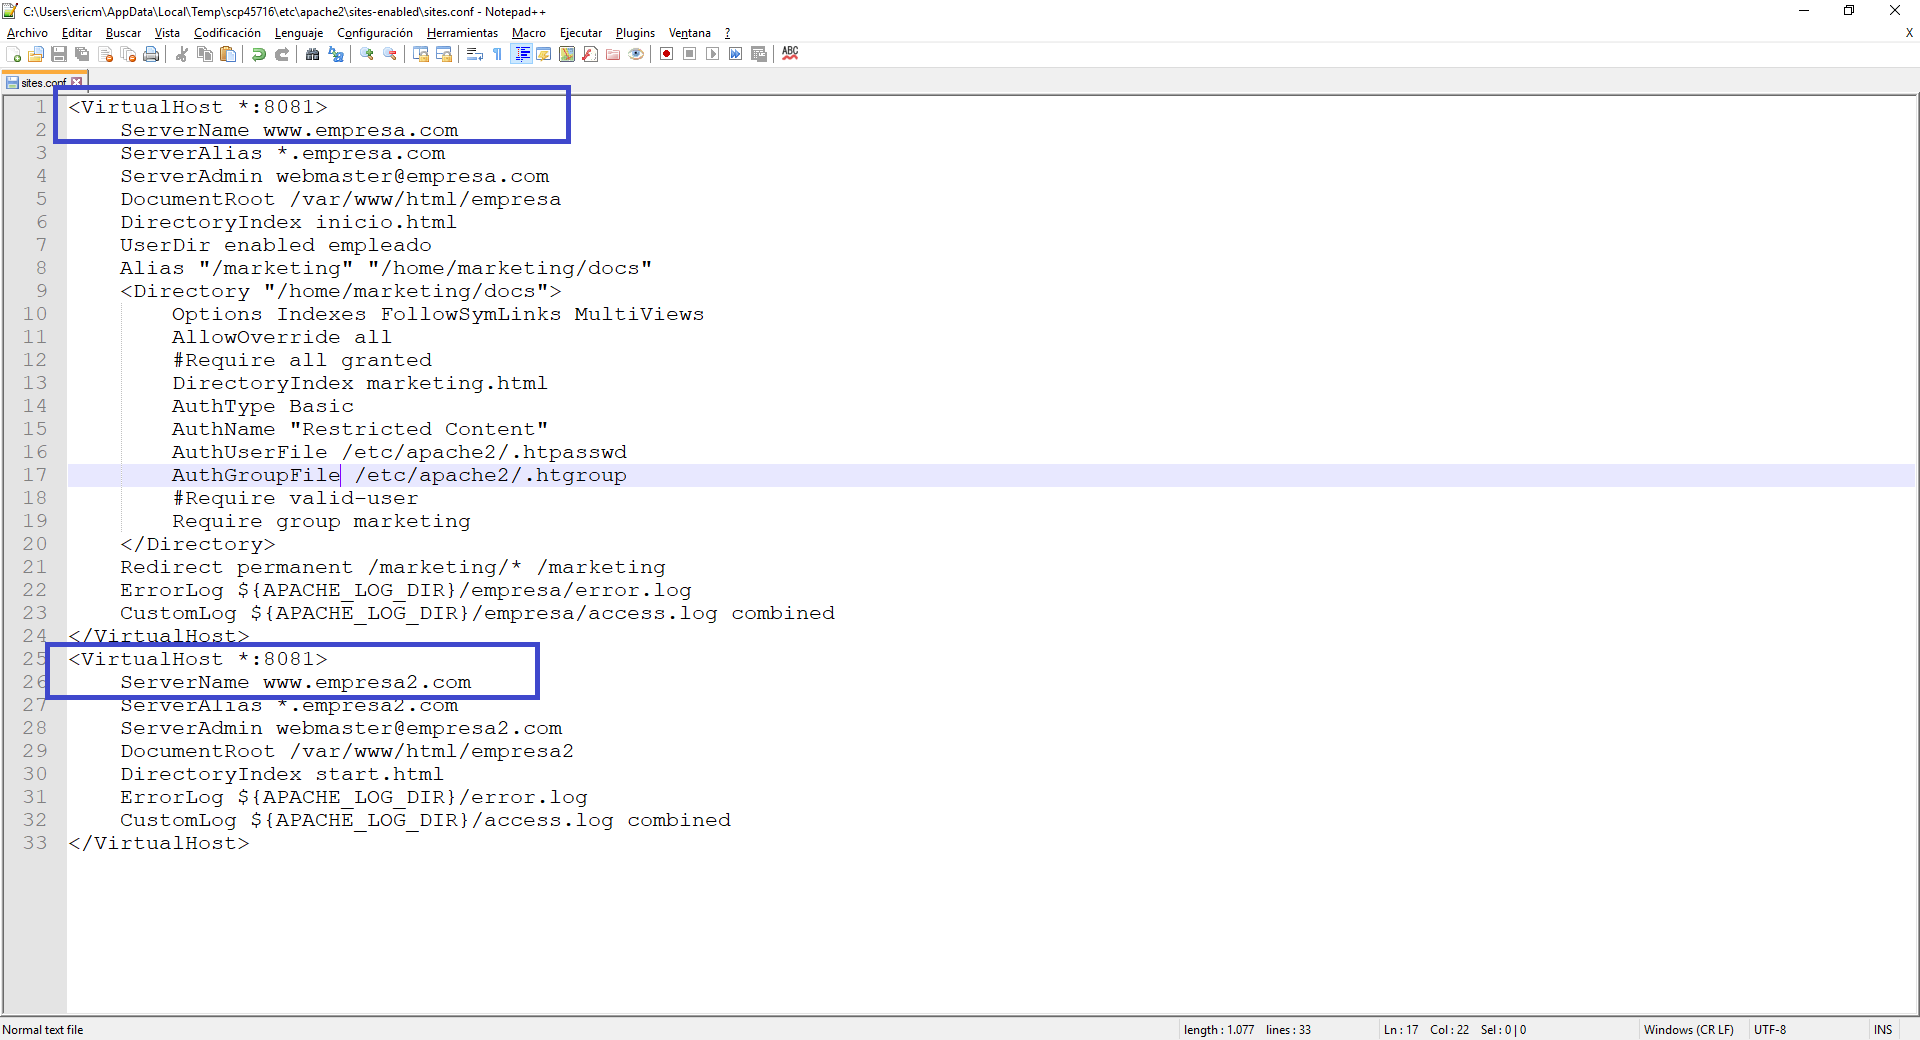 C:\Users\ericm\AppData\Local\Temp\scp45716\etc\apache2\sites-enabled\sites.conf - Notepad++
Archivo Editar Buscar Vista Codificación Lenguaje Configuración Herramientas Macro Ejecutar Plugins Ventana ? X
ABC
sites.conf
1 <VirtualHost *:8081>
2 ServerName www.empresa.com
3 ServerAlias *.empresa.com
4 ServerAdmin webmaster@empresa.com
5 DocumentRoot /var/www/html/empresa
6 DirectoryIndex inicio.html
7 UserDir enabled empleado
8 Alias "/marketing" "/home/marketing/docs"
9 <Directory "/home/marketing/docs">
10 Options Indexes FollowSymLinks MultiViews
11 AllowOverride all
12 #Require all granted
13 DirectoryIndex marketing.html
14 AuthType Basic
15 AuthName "Restricted Content"
16 AuthUserFile /etc/apache2/.htpasswd
17 AuthGroupFile /etc/apache2/.htgroup
18 #Require valid-user
19 Require group marketing
20 </Directory>
21 Redirect permanent /marketing/* /marketing
22 ErrorLog ${APACHE_LOG_DIR}/empresa/error.log
23 CustomLog ${APACHE_LOG_DIR}/empresa/access.log combined
24 </VirtualHost>
25 <VirtualHost *:8081>
26 ServerName www.empresa2.com
27 ServerAlias *.empresa2.com
28 ServerAdmin webmaster@empresa2.com
29 DocumentRoot /var/www/html/empresa2
30 DirectoryIndex start.html
31 ErrorLog ${APACHE_LOG_DIR}/error.log
32 CustomLog ${APACHE_LOG_DIR}/access.log combined
33 </VirtualHost>
Normal text file length : 1.077 lines : 33 Ln : 17 Col : 22 Sel : 0 | 0 Windows (CR LF) UTF-8 INS